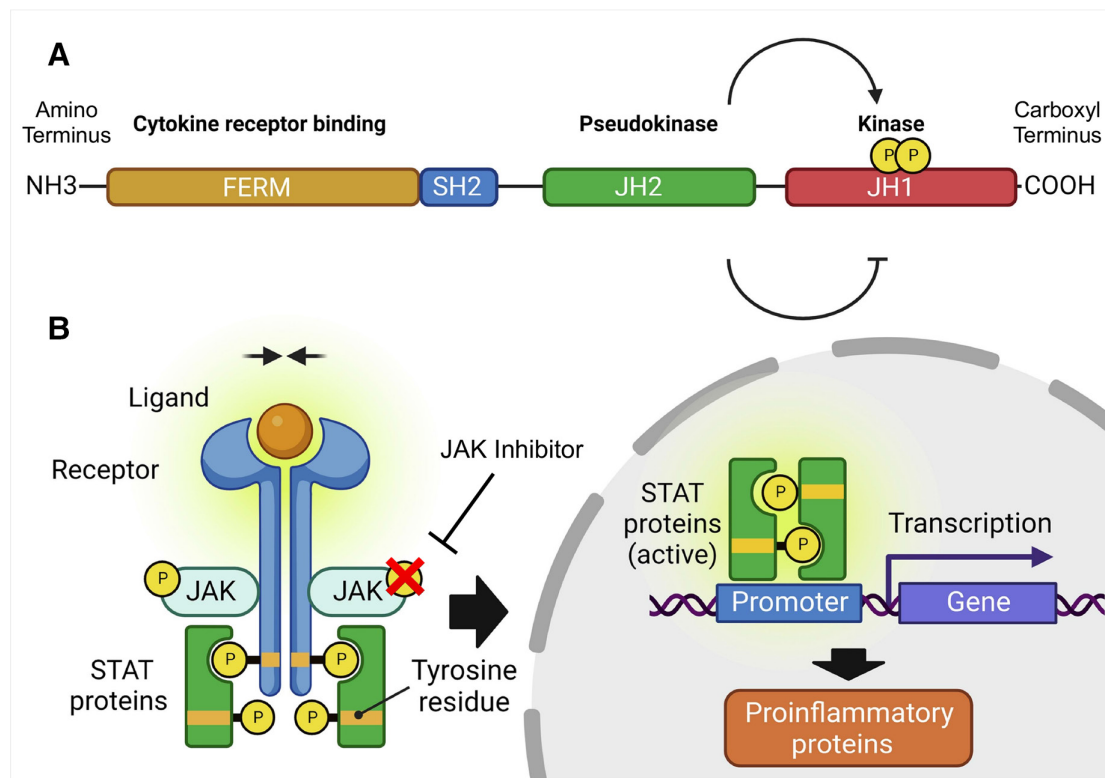 A
Amino
Terminus
Cytokine receptor binding
Pseudokinase
Kinase
Carboxyl
Terminus
P P
NH3
FERM
SH2
JH2
JH1
COOH
B
Ligand
Receptor
JAK Inhibitor
P
JAK
JAK
P
P
STAT
proteins
Tyrosine
residue
P
P
STAT
proteins
(active)
P
P
Transcription
Promoter
Gene
Proinflammatory
proteins